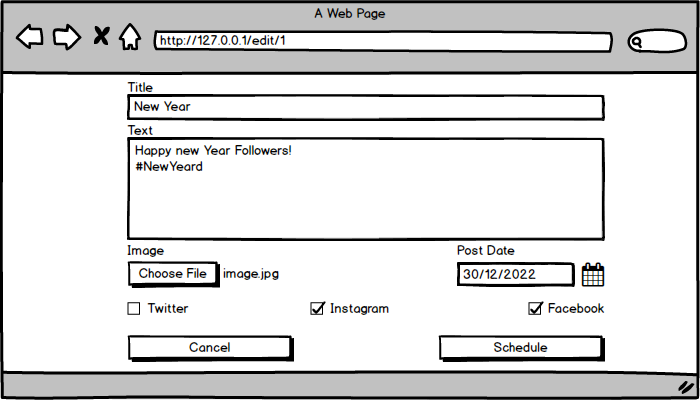 A Web Page
http://127.0.0.1/edit/1
Title
New Year
Text
Happy new Year Followers!
#NewYeard
Image
Post Date
Choose File
image.jpg
30/12/2022
Twitter
Instagram
Facebook
Cancel
Schedule